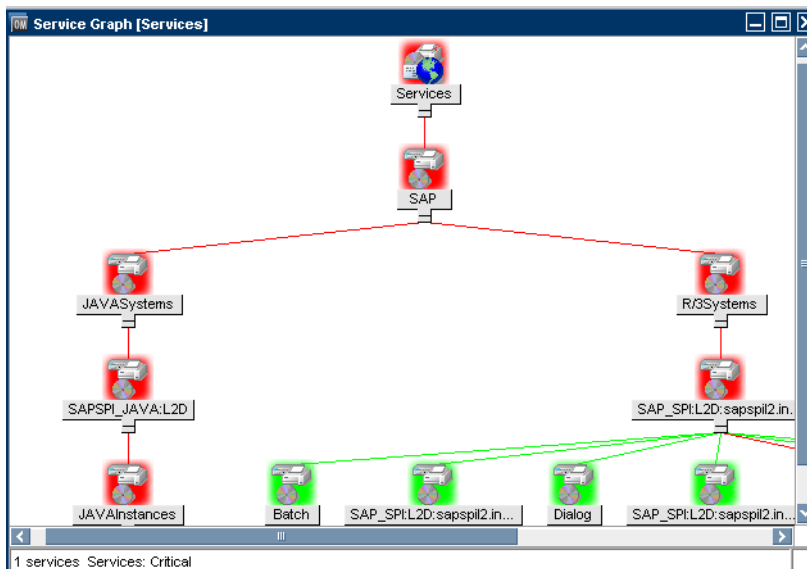 OM Service Graph [Services]
Services
SAP
JAVASystems R/3Systems
SAPSPI_JAVA:L2D SAP_SPI:L2D:sapspil2.in...
JAVAInstances Batch SAP_SPI:L2D:sapspil2.in... Dialog SAP_SPI:L2D:sapspil2.in...
1 services Services: Critical